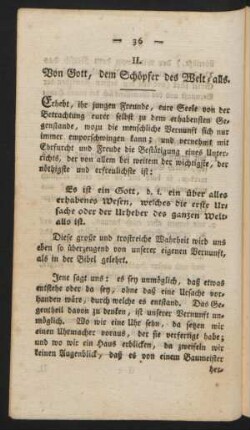 — 36 —
II.
Von Gott, dem Schöpfer des Weltalls.
Erhebt, ihr jungen Freunde, eure Seele von der
Betrachtung eurer selbst zu dem erhabensten Ge-
genstande, wozu die menschliche Vernunft sich nur
immer emporschwingen kann; und vernehmet mit
Ehrfurcht und Freude die Bestätigung eines Unter-
richts, der von allen bei weitem der wichtigste, der
nöthigste und erfreulichste ist:
Es ist ein Gott, d. i. ein über alles
erhabenes Wesen, welches die erste Ur-
sache oder der Urheber des ganzen Welt-
alls ist.
Diese große und trostreiche Wahrheit wird uns
eben so überzeugend von unserer eigenen Vernunft,
als in der Bibel gelehrt.
Jene sagt uns: es sey unmöglich, daß etwas
entstehe oder da sey, ohne daß eine Ursache vor-
handen wäre, durch welche es entstand. Das Ge-
gentheil davon zu denken, ist unserer Vernunft un-
möglich. Wo wir eine Uhr sehn, da setzen wir
einen Uhrmacher voraus, der sie verfertigt habe;
und wo wir ein Haus erblicken, da zweifeln wir
keinen Augenblick, daß es von einem Baumeister
her-